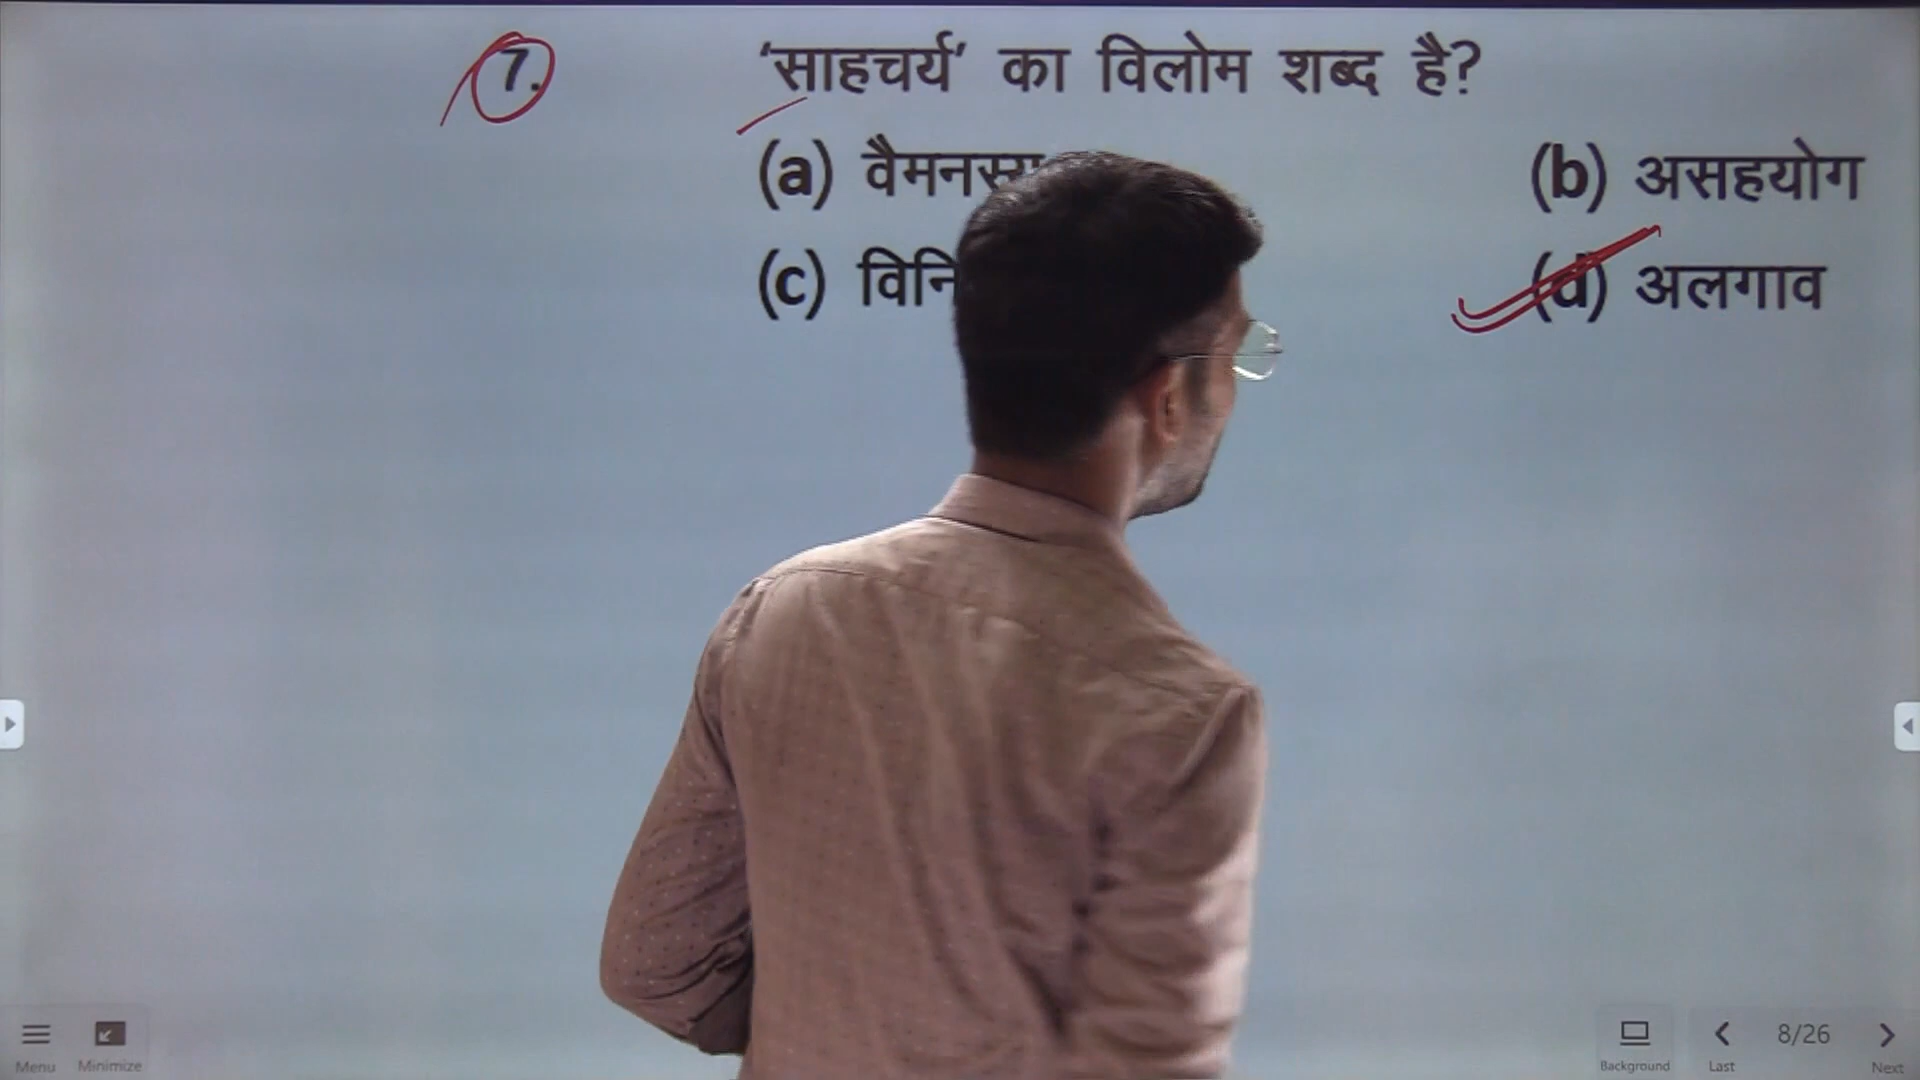 7. 'साहचर्य' का विलोम शब्द है?
(a) वैमनस्य (b) असहयोग
(c) (d) अलगाव
Menu Minimize Background Last 8/26 Next